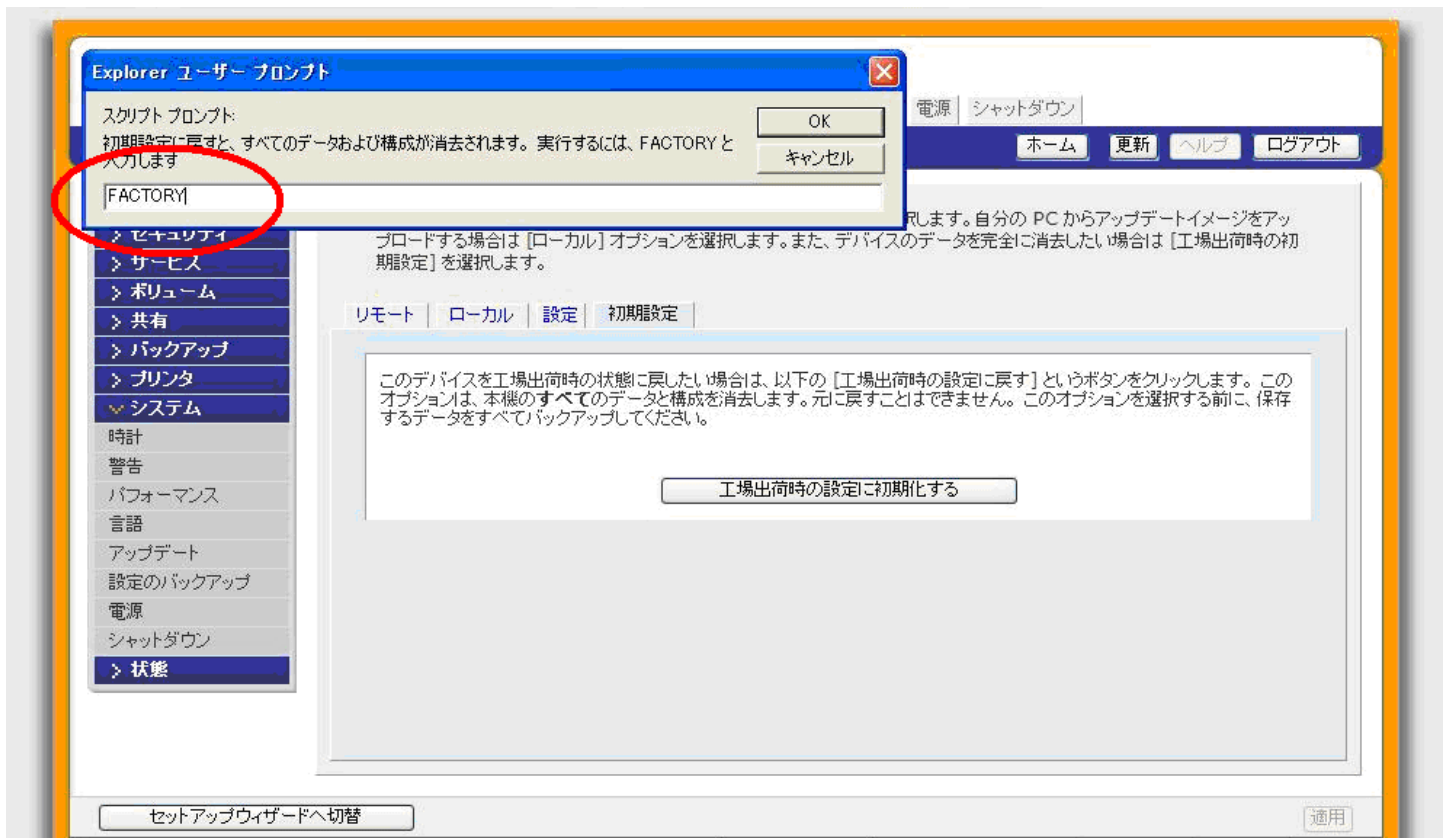 Explorer ユーザー プロンプト
スクリプト プロンプト:
初期設定に戻すと、すべてのデータおよび構成が消去されます。実行するには、FACTORYと
入力します
OK
キャンセル
FACTORY
電源
シャットダウン
ホーム
更新
ヘルプ
ログアウト
択します。自分の PC からアップデートイメージをアッ
プロードする場合は [ローカル] オプションを選択します。また、デバイスのデータを完全に消去したい場合は [工場出荷時の初
期設定] を選択します。
> セキュリティ
> サービス
> ボリューム
> 共有
> バックアップ
> プリンタ
システム
時計
警告
パフォーマンス
言語
アップデート
設定のバックアップ
電源
シャットダウン
> 状態
リモート
ローカル
設定
初期設定
このデバイスを工場出荷時の状態に戻したい場合は、以下の [工場出荷時の設定に戻す] というボタンをクリックします。この
オプションは、本機のすべてのデータと構成を消去します。元に戻すことはできません。このオプションを選択する前に、保存
するデータをすべてバックアップしてください。
工場出荷時の設定に初期化する
セットアップウィザードへ切替
適用